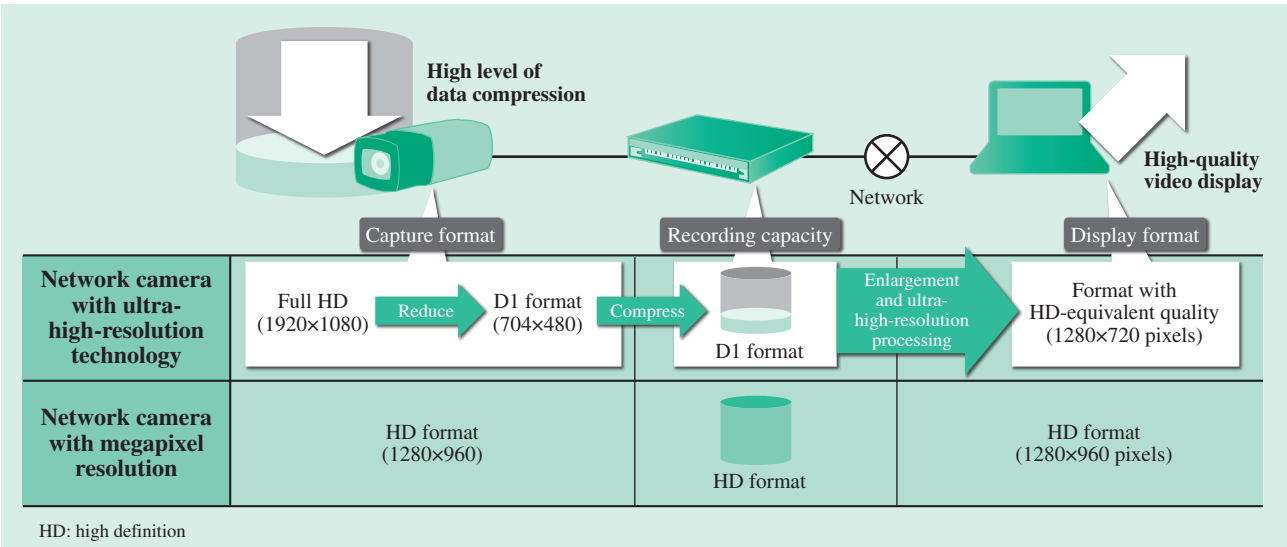 High level of
data compression
Network
High-quality
video display
Capture format
Recording capacity
Display format
Network camera
with ultra-
high-resolution
technology
Full HD
(1920×1080)
Reduce
D1 format
(704×480)
Compress
D1 format
Enlargement
and ultra-
high-resolution
processing
Format with
HD-equivalent quality
(1280×720 pixels)
Network camera
with megapixel
resolution
HD format
(1280×960)
HD format
HD format
(1280×960 pixels)
HD: high definition